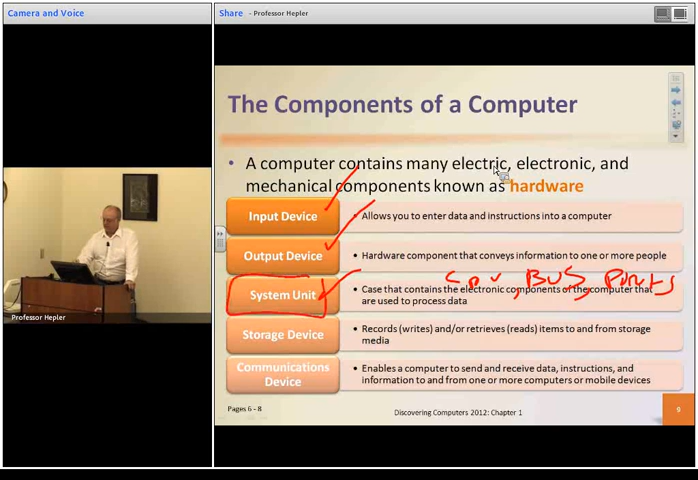 Camera and Voice
Share - Professor Hepler
The Components of a Computer
• A computer contains many electric, electronic, and
mechanical components known as hardware
Input Device
• Allows you to enter data and instructions into a computer
Output Device
• Hardware component that conveys information to one or more people
CPU, BUS, PORTS
System Unit
• Case that contains the electronic components of the computer that
are used to process data
Storage Device
• Records (writes) and/or retrieves (reads) items to and from storage
media
Communications
Device
• Enables a computer to send and receive data, instructions, and
information to and from one or more computers or mobile devices
Pages 6 - 8
Discovering Computers 2012: Chapter 1
9
Professor Hepler